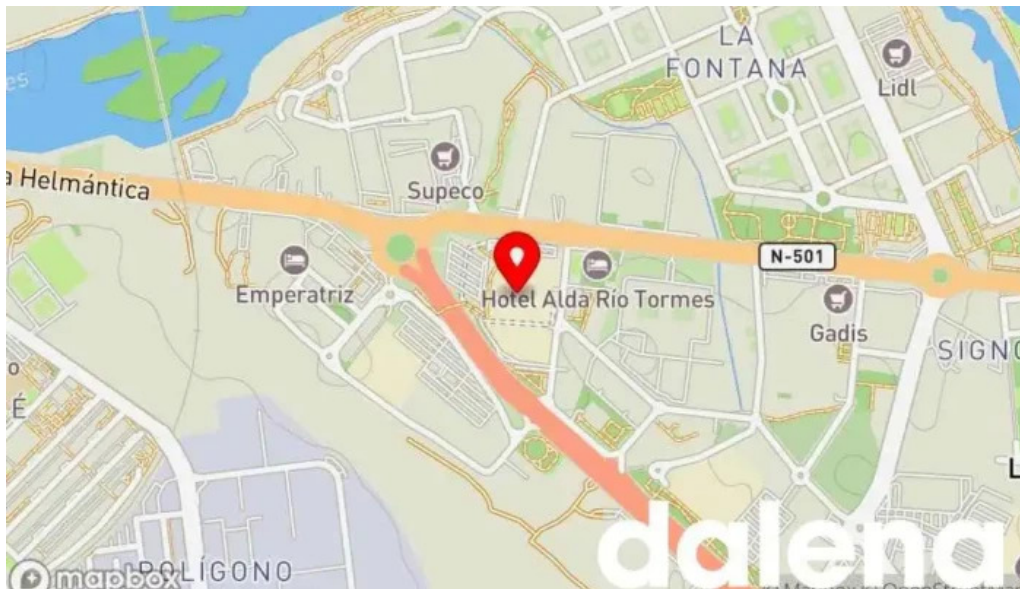 LA
FONTANA
Lidl
a Helmántica
Supeco
N-501
Emperatriz
Hotel Alda Río Tormes
Gadis
SIGNO
o
É
L
dalena
POLÍGONO
mapbox